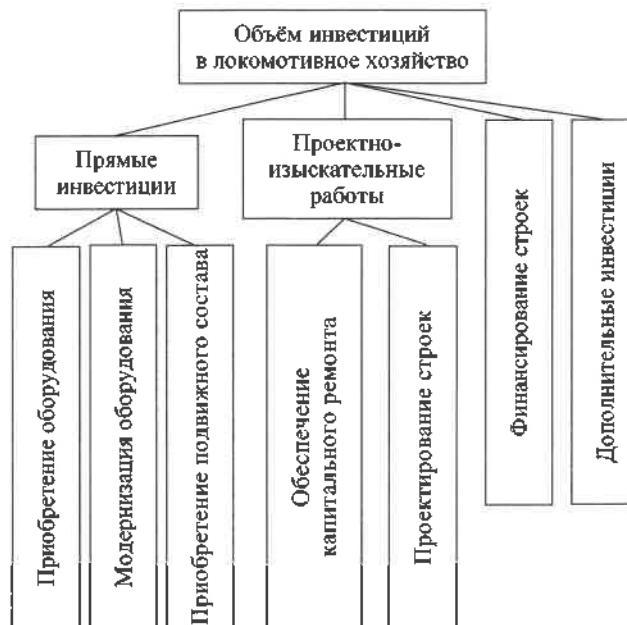 Объём инвестиций
в локомотивное хозяйство
Прямые
инвестиции
Проектно-
изыскательные
работы
Финансирование строек
Дополнительные инвестиции
Приобретение оборудования
Модернизация оборудования
Приобретение подвижного состава
Обеспечение
капитального ремонта
Проектирование строек